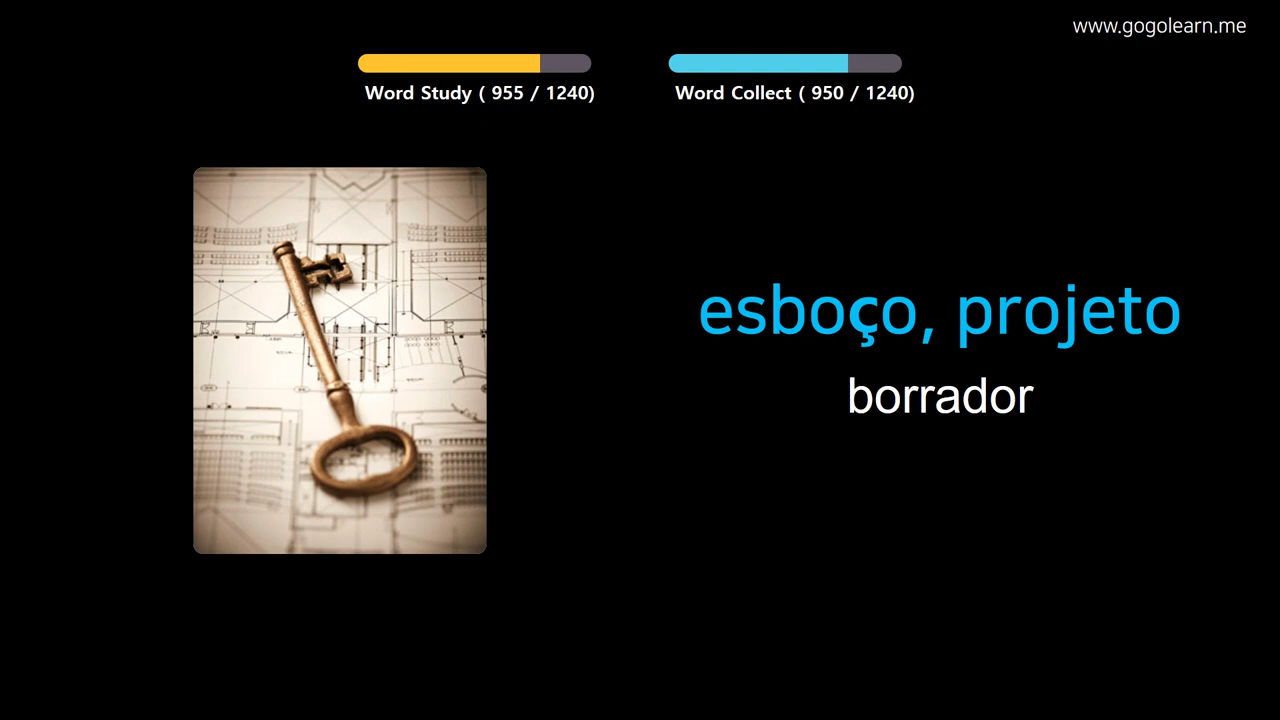 www.gogolearn.me
Word Study ( 955 / 1240)
Word Collect ( 950 / 1240)
esboço, projeto
borrador